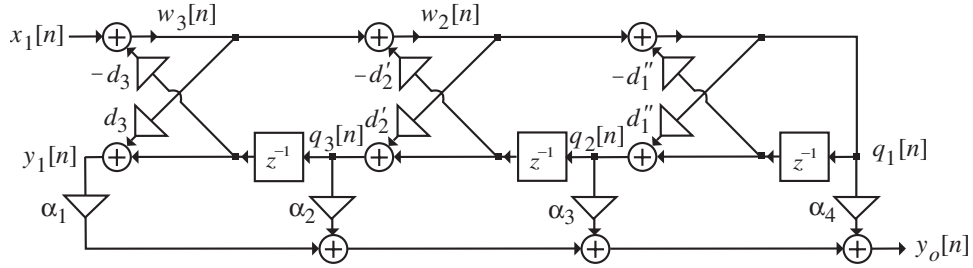 x₁[n] w₃[n] w₂[n]
−d₃ −d₂′ −d₁″
d₃ d₂′ d₁″
y₁[n] z⁻¹ q₃[n] z⁻¹ q₂[n] z⁻¹ q₁[n]
α₁ α₂ α₃ α₄
yₒ[n]